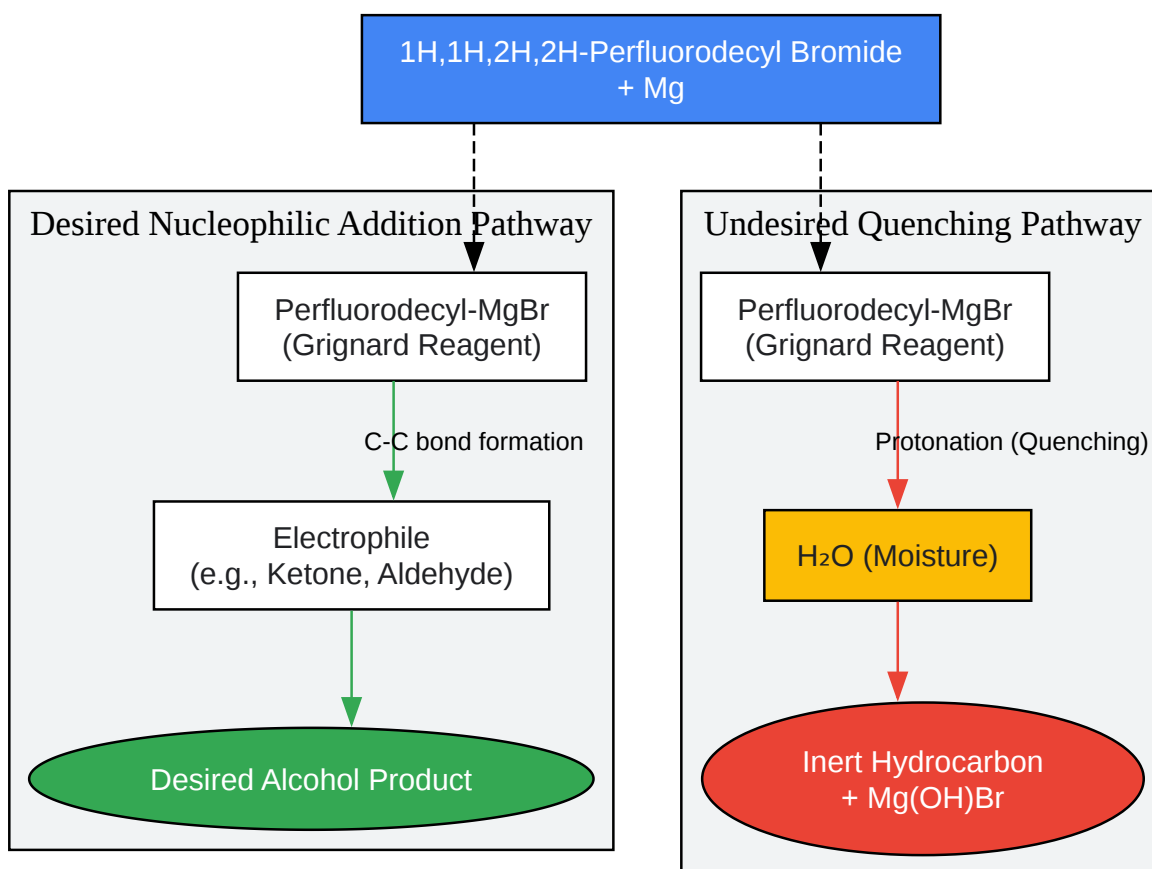 1H,1H,2H,2H-Perfluorodecyl Bromide
+ Mg
Desired Nucleophilic Addition Pathway
Perfluorodecyl-MgBr
(Grignard Reagent)
C-C bond formation
Electrophile
(e.g., Ketone, Aldehyde)
Desired Alcohol Product
Undesired Quenching Pathway
Perfluorodecyl-MgBr
(Grignard Reagent)
Protonation (Quenching)
H₂O (Moisture)
Inert Hydrocarbon
+ Mg(OH)Br